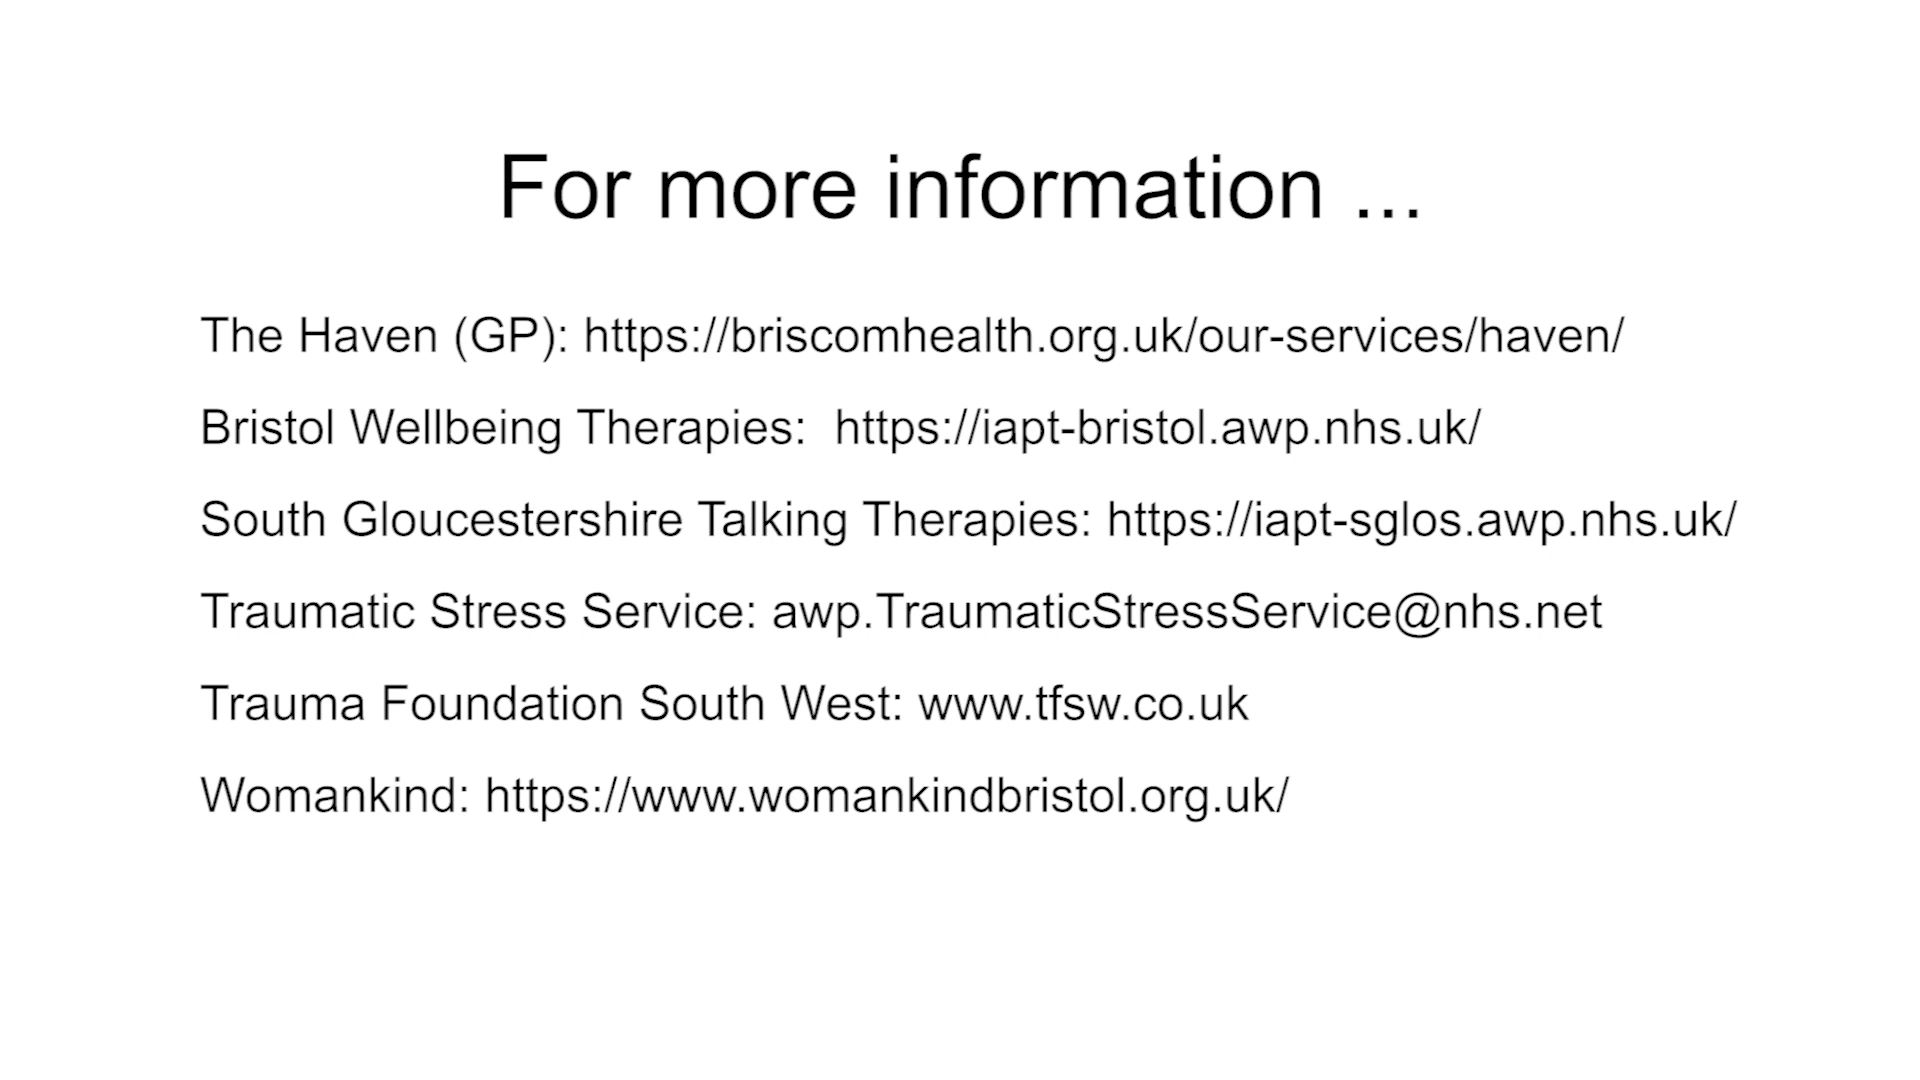 For more information ...
The Haven (GP): https://briscomhealth.org.uk/our-services/haven/
Bristol Wellbeing Therapies:  https://iapt-bristol.awp.nhs.uk/
South Gloucestershire Talking Therapies: https://iapt-sglos.awp.nhs.uk/
Traumatic Stress Service: awp.TraumaticStressService@nhs.net
Trauma Foundation South West: www.tfsw.co.uk
Womankind: https://www.womankindbristol.org.uk/